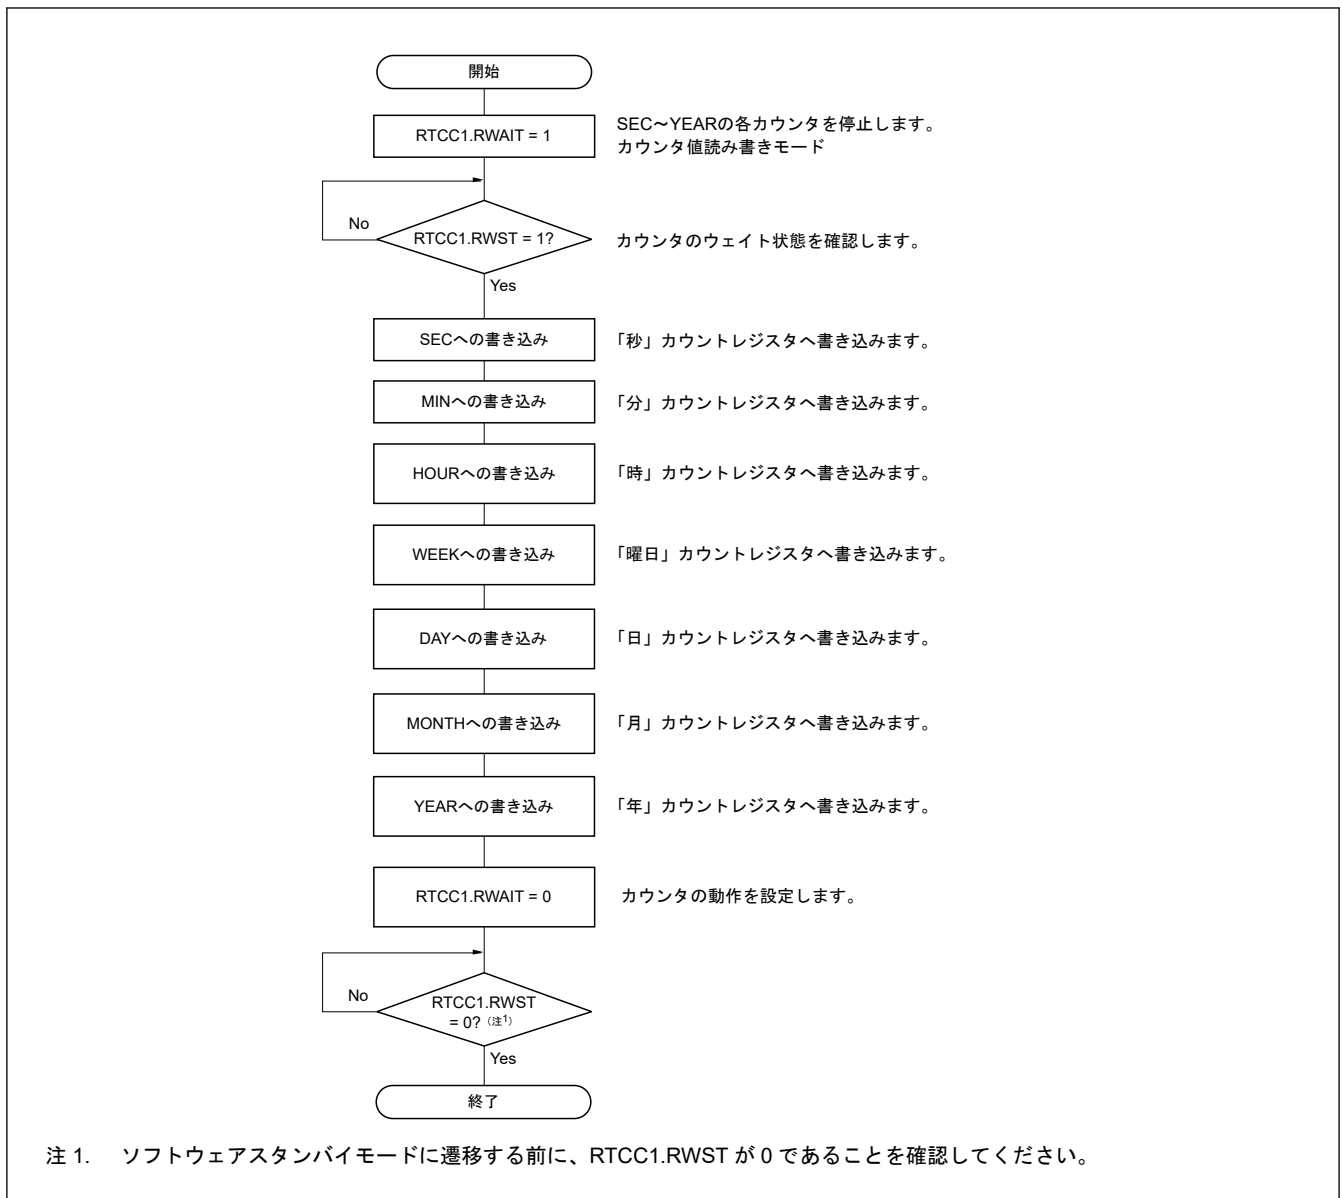 開始
RTCC1.RWAIT = 1
SEC～YEARの各カウンタを停止します。
カウンタ値読み書きモード
No
RTCC1.RWST = 1?
カウンタのウェイト状態を確認します。
Yes
SECへの書き込み
「秒」カウントレジスタへ書き込みます。
MINへの書き込み
「分」カウントレジスタへ書き込みます。
HOURへの書き込み
「時」カウントレジスタへ書き込みます。
WEEKへの書き込み
「曜日」カウントレジスタへ書き込みます。
DAYへの書き込み
「日」カウントレジスタへ書き込みます。
MONTHへの書き込み
「月」カウントレジスタへ書き込みます。
YEARへの書き込み
「年」カウントレジスタへ書き込みます。
RTCC1.RWAIT = 0
カウンタの動作を設定します。
No
RTCC1.RWST
= 0?（注1）
Yes
終了
注 1. ソフトウェアスタンバイモードに遷移する前に、RTCC1.RWST が 0 であることを確認してください。